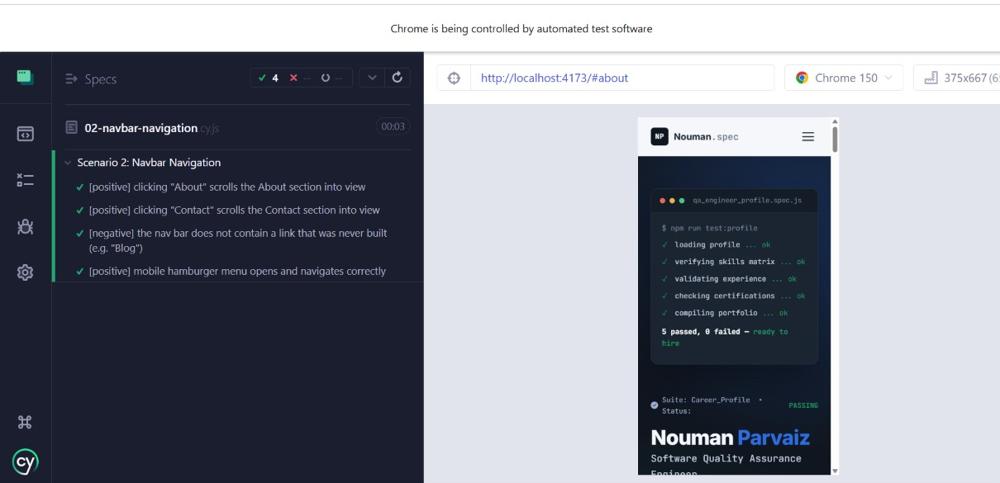 Chrome is being controlled by automated test software
Specs
4 -- --
http://localhost:4173/#about
Chrome 150
375x667
02-navbar-navigation.cy.js
00:03
Scenario 2: Navbar Navigation
[positive] clicking "About" scrolls the About section into view
[positive] clicking "Contact" scrolls the Contact section into view
[negative] the nav bar does not contain a link that was never built
(e.g. "Blog")
[positive] mobile hamburger menu opens and navigates correctly
cy
NP Nouman.spec
qa_engineer_profile.spec.js
$ npm run test:profile
✓ loading profile ... ok
✓ verifying skills matrix ... ok
✓ validating experience ... ok
✓ checking certifications ... ok
✓ compiling portfolio ... ok
5 passed, 0 failed — ready to
hire
Suite: Career_Profile •
Status:
PASSING
Nouman Parvaiz
Software Quality Assurance
Engineer